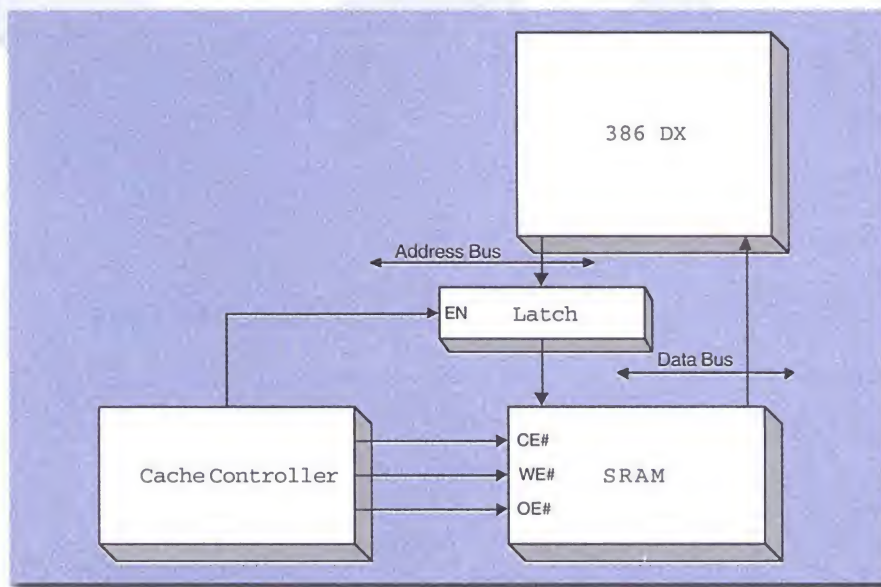 386 DX
Address Bus
EN Latch
Data Bus
Cache Controller
CE#
WE#
OE#
SRAM